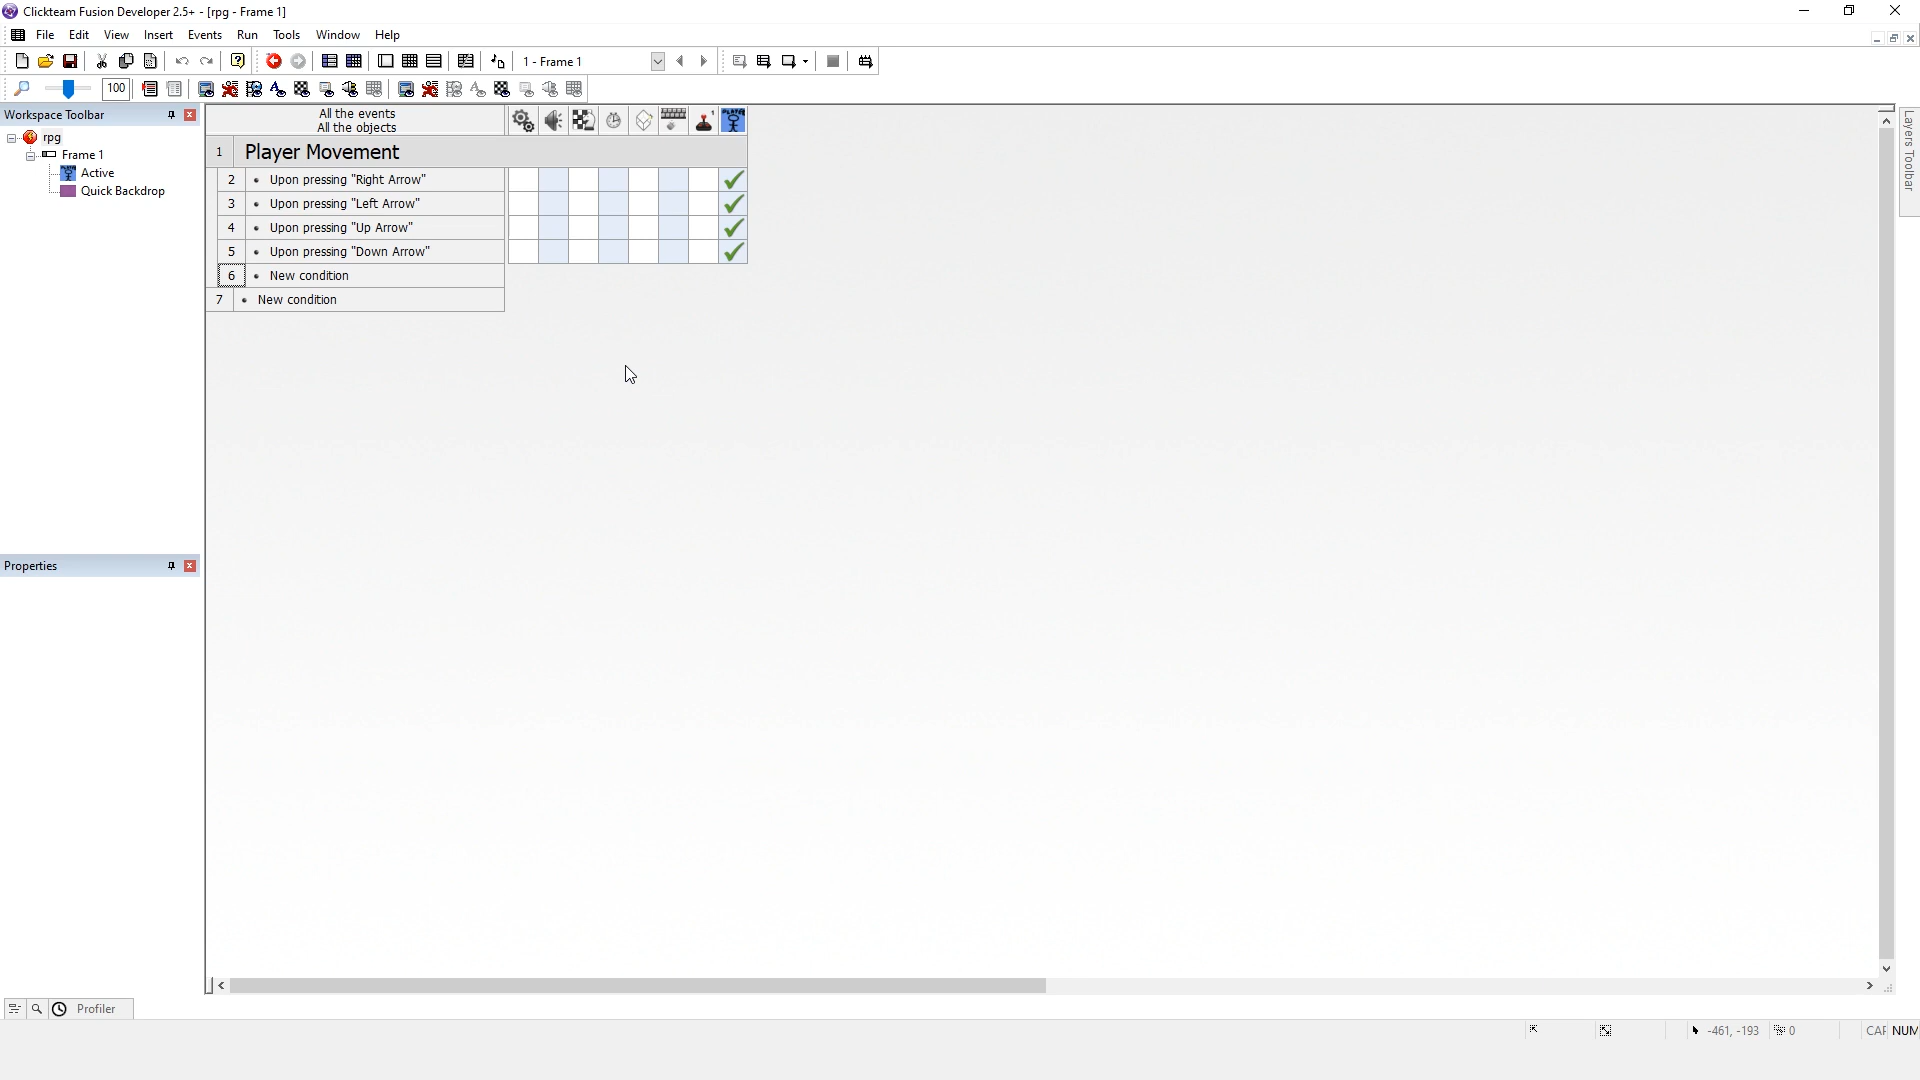 Clickteam Fusion Developer 2.5+ - [rpg - Frame 1]
File Edit View Insert Events Run Tools Window Help
1 - Frame 1
100
Workspace Toolbar
rpg
Frame 1
Active
Quick Backdrop
All the events
All the objects
1 Player Movement
2 • Upon pressing "Right Arrow"
3 • Upon pressing "Left Arrow"
4 • Upon pressing "Up Arrow"
5 • Upon pressing "Down Arrow"
6 • New condition
7 • New condition
Layers Toolbar
Properties
Profiler
-461, -193 0 CAP NUM